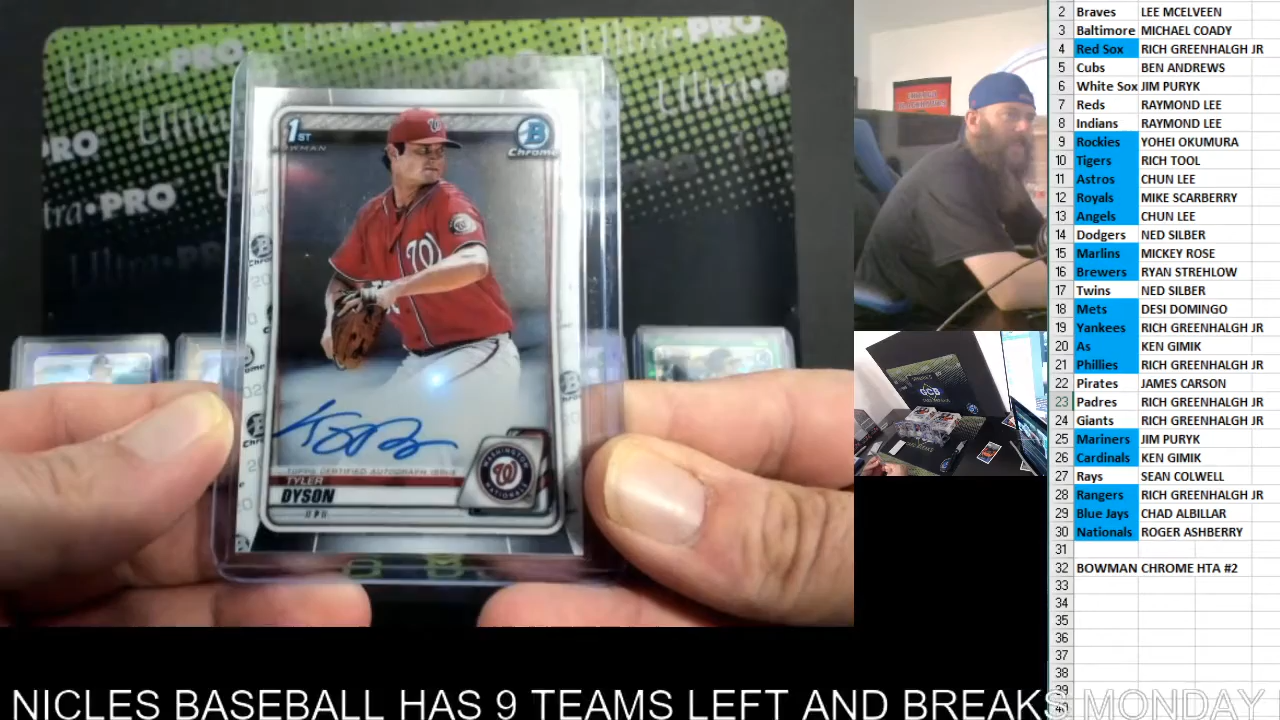 Ultra•PRO
PRO
tra•PRO
1ST
BOWMAN
B
Chrome
W
TOPPS CERTIFIED AUTOGRAPH ISSUE
TYLER
DYSON
WASHINGTON
NATIONALS
GCB
2 Braves LEE MCELVEEN
3 Baltimore MICHAEL COADY
4 Red Sox RICH GREENHALGH JR
5 Cubs BEN ANDREWS
6 White Sox JIM PURYK
7 Reds RAYMOND LEE
8 Indians RAYMOND LEE
9 Rockies YOHEI OKUMURA
10 Tigers RICH TOOL
11 Astros CHUN LEE
12 Royals MIKE SCARBERRY
13 Angels CHUN LEE
14 Dodgers NED SILBER
15 Marlins MICKEY ROSE
16 Brewers RYAN STREHLOW
17 Twins NED SILBER
18 Mets DESI DOMINGO
19 Yankees RICH GREENHALGH JR
20 As KEN GIMIK
21 Phillies RICH GREENHALGH JR
22 Pirates JAMES CARSON
23 Padres RICH GREENHALGH JR
24 Giants RICH GREENHALGH JR
25 Mariners JIM PURYK
26 Cardinals KEN GIMIK
27 Rays SEAN COLWELL
28 Rangers RICH GREENHALGH JR
29 Blue Jays CHAD ALBILLAR
30 Nationals ROGER ASHBERRY
31
32 BOWMAN CHROME HTA #2
33
34
35
36
37
38
39
40
NICLES BASEBALL HAS 9 TEAMS LEFT AND BREAKS MONDAY